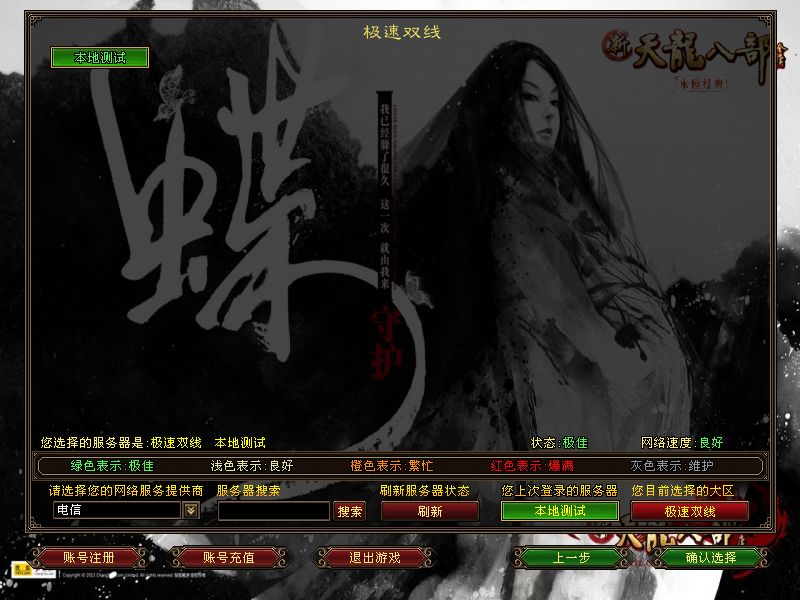 极速双线
本地测试
新天龍八部
永恒经典
蝶
我已经躲了很久 这一次 就由我来
守护
您选择的服务器是:极速双线 本地测试
状态:极佳
网络速度:良好
绿色表示:极佳 浅色表示:良好 橙色表示:繁忙 红色表示:爆满 灰色表示:维护
请选择您的网络服务提供商 服务器搜索 刷新服务器状态 您上次登录的服务器 您目前选择的大区
电信 搜索 刷新 本地测试 极速双线
账号注册 账号充值 退出游戏 上一步 确认选择